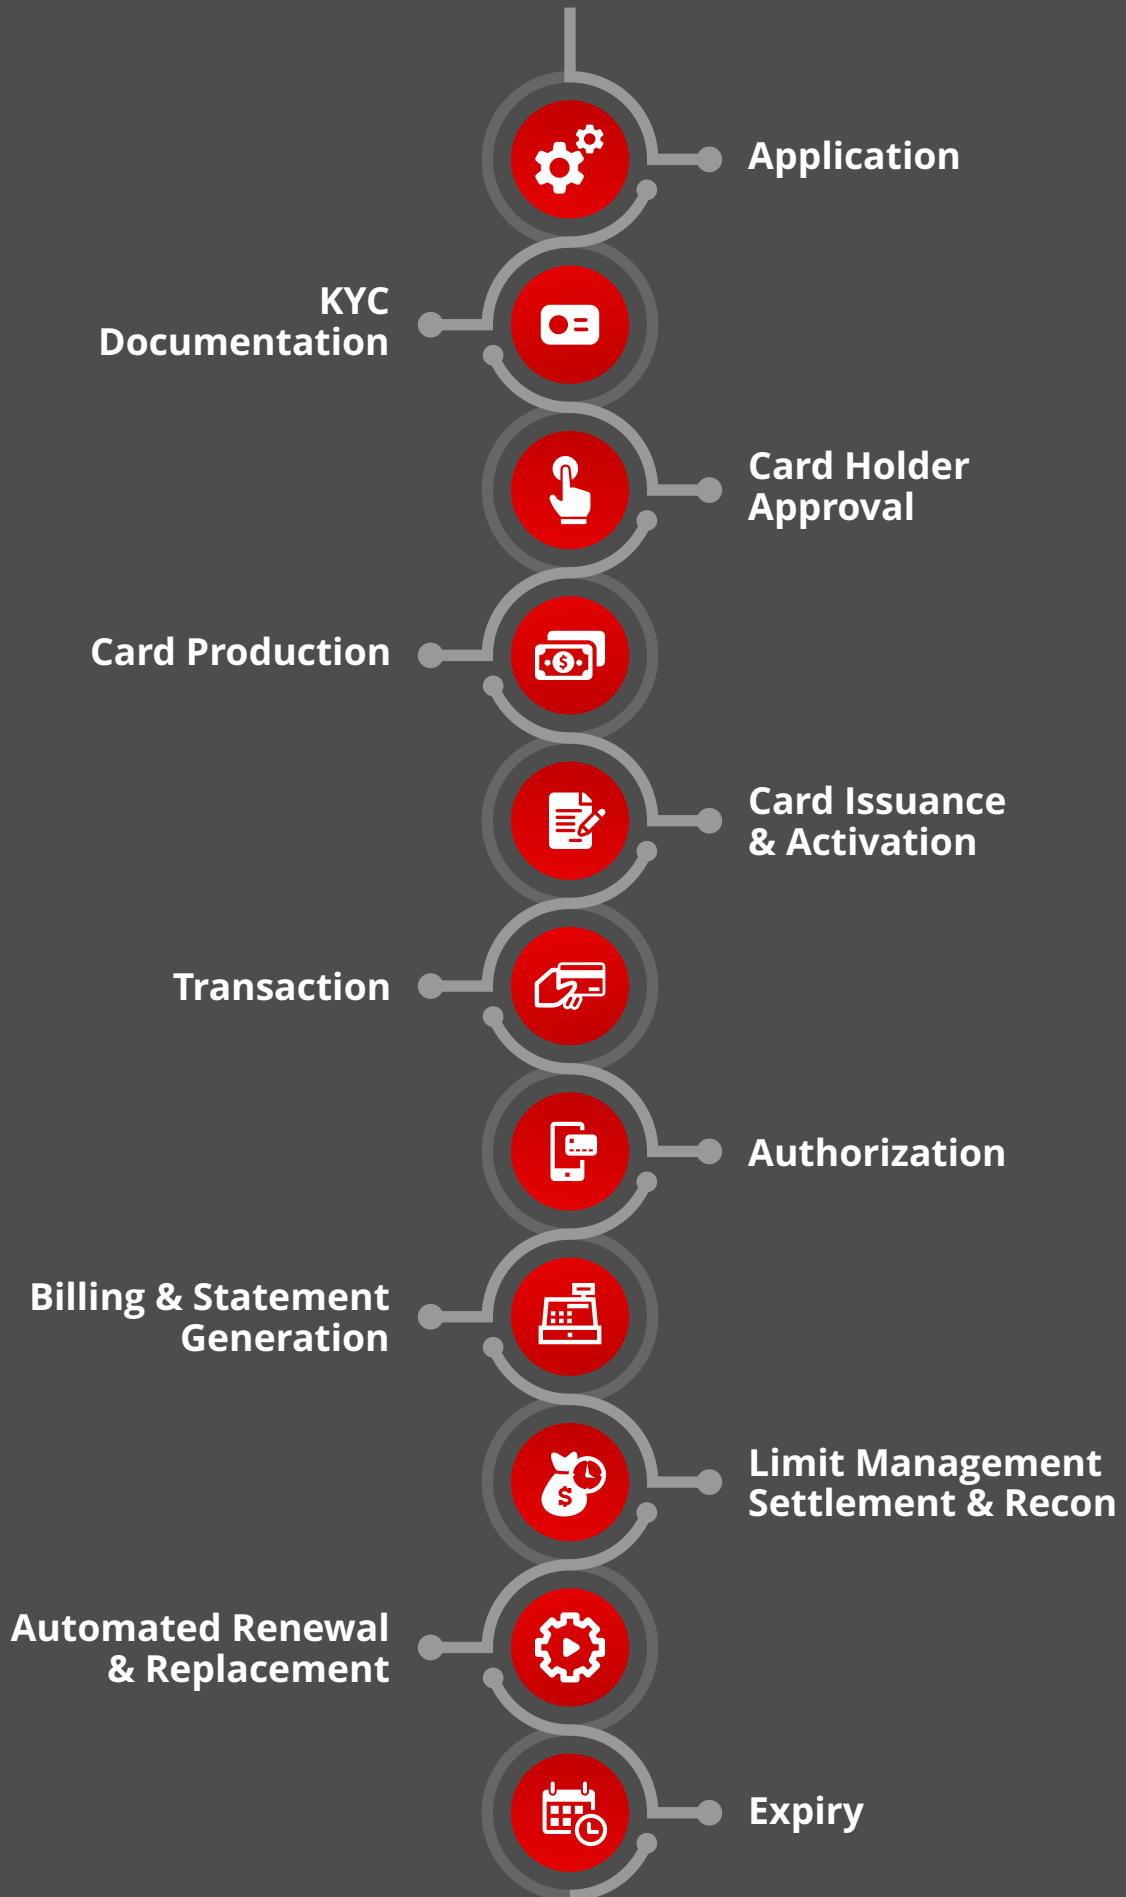 Application
KYC
Documentation
Card Holder
Approval
Card Production
Card Issuance
& Activation
Transaction
Authorization
Billing & Statement
Generation
Limit Management
Settlement & Recon
Automated Renewal
& Replacement
Expiry